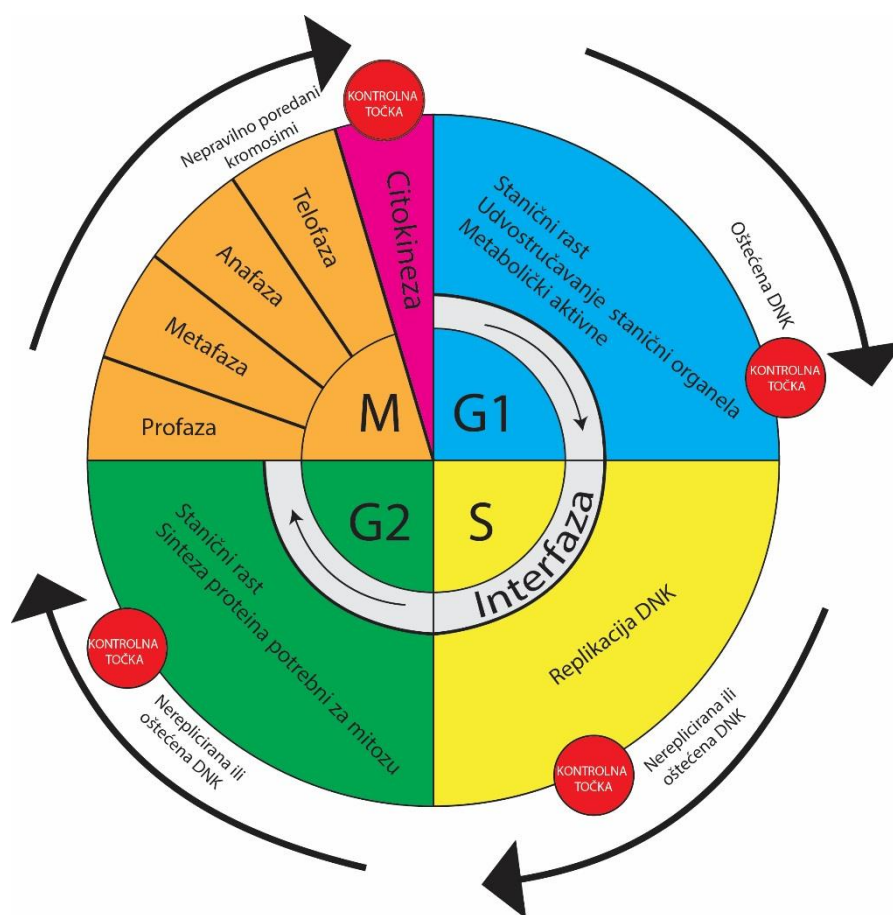 KONTROLNA
TOČKA
Nepravilno poredani
kromosimi
Citokineza
Telofaza
Anafaza
Metafaza
Profaza
M
Stanični rast
Udvostručavanje stanični organela
Metabolički aktivne
G1
Oštećena DNK
KONTROLNA
TOČKA
G2
S
Interfaza
Stanični rast
Sinteza proteina potrebni za mitozu
Replikacija DNK
KONTROLNA
TOČKA
Nereplicirana ili
oštećena DNK
KONTROLNA
TOČKA
Nereplicirana ili
oštećena DNK